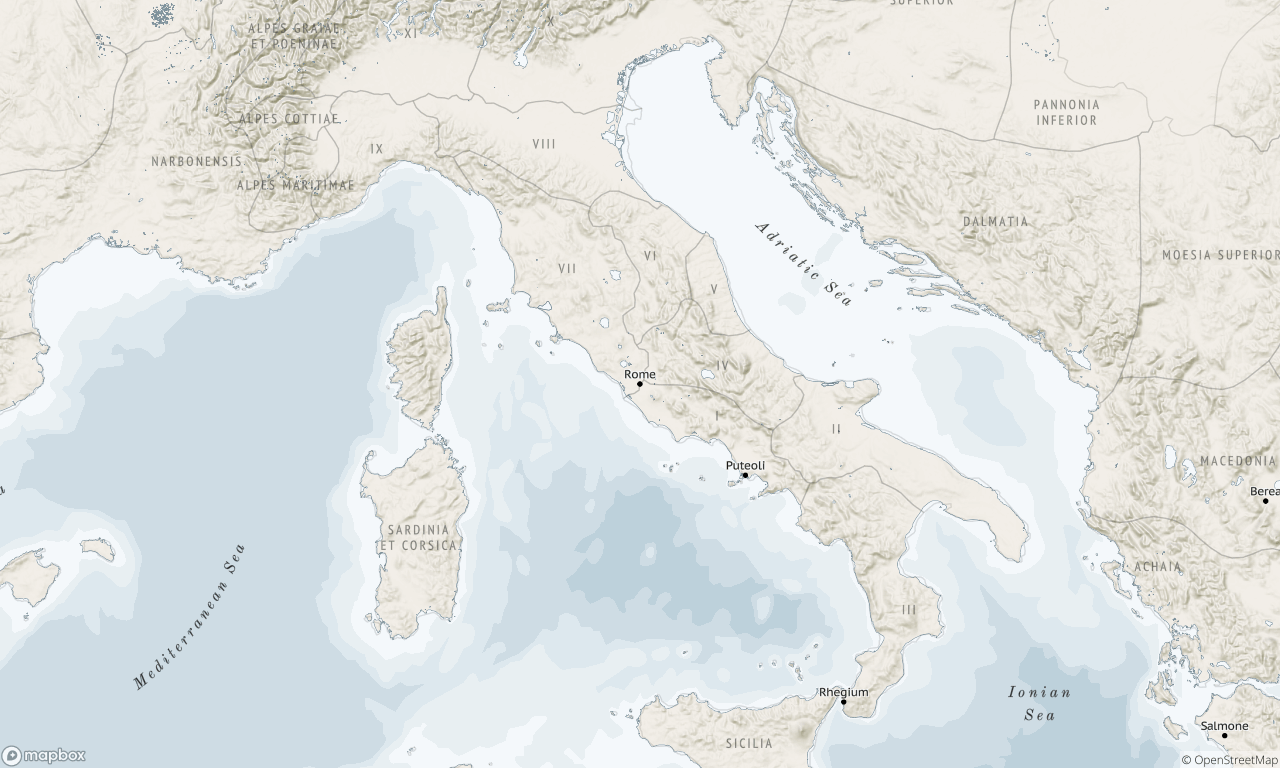 SUPERIOR
ALPES GRAIAE
ET POENINAE
XI
X
PANNONIA
INFERIOR
ALPES COTTIAE
NARBONENSIS
IX
VIII
ALPES MARITIMAE
DALMATIA
Adriatic Sea
MOESIA SUPERIOR
VI
VII
V
IV
Rome
I
II
Puteoli
MACEDONIA
Berea
SARDINIA
ET CORSICA
ACHAIA
Mediterranean Sea
III
Rhegium
Ionian
Sea
Salmone
SICILIA
mapbox
© OpenStreetMap